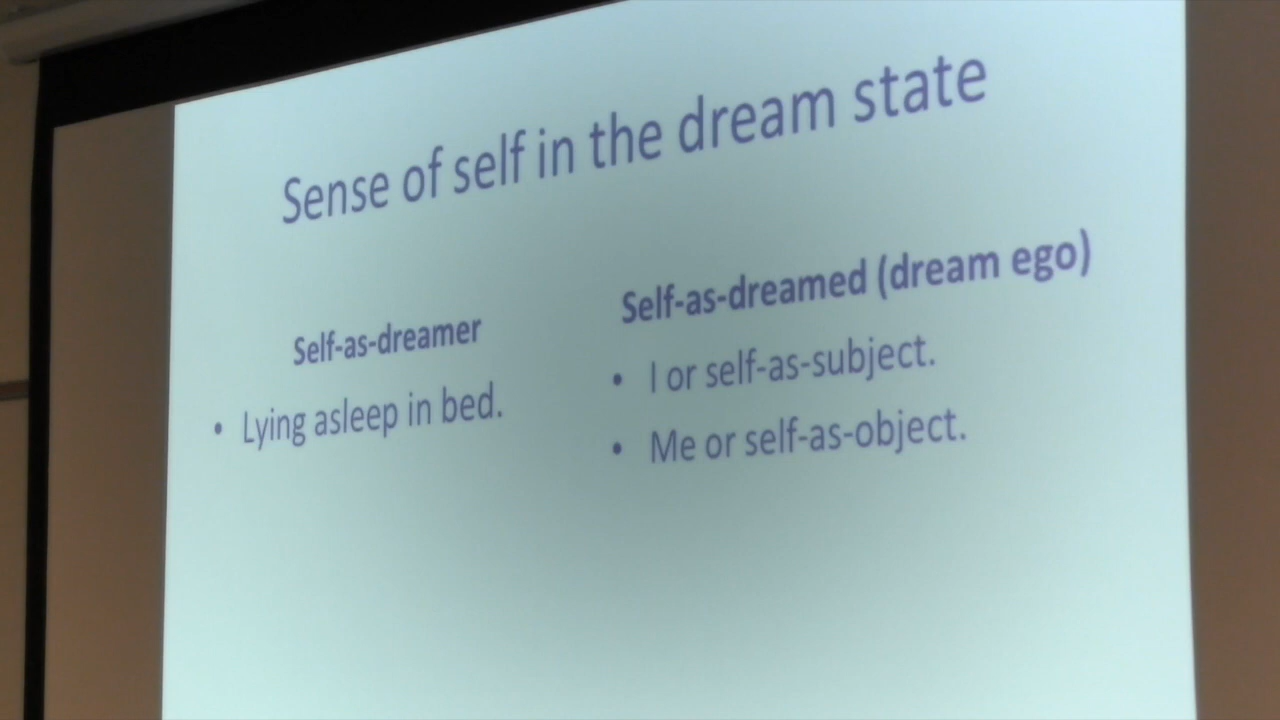 Sense of self in the dream state
Self-as-dreamer
• Lying asleep in bed.
Self-as-dreamed (dream ego)
• I or self-as-subject.
• Me or self-as-object.